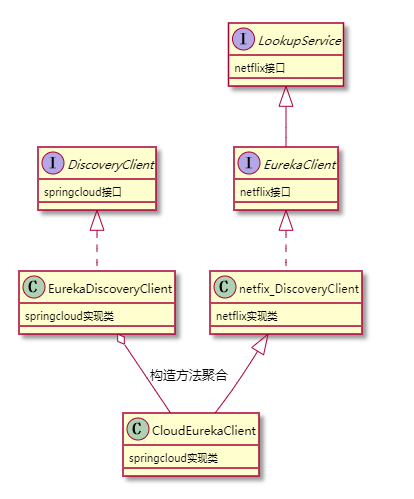 I LookupService
netflix接口
I DiscoveryClient
springcloud接口
I EurekaClient
netflix接口
C EurekaDiscoveryClient
springcloud实现类
C netfix_DiscoveryClient
netflix实现类
构造方法聚合
C CloudEurekaClient
springcloud实现类